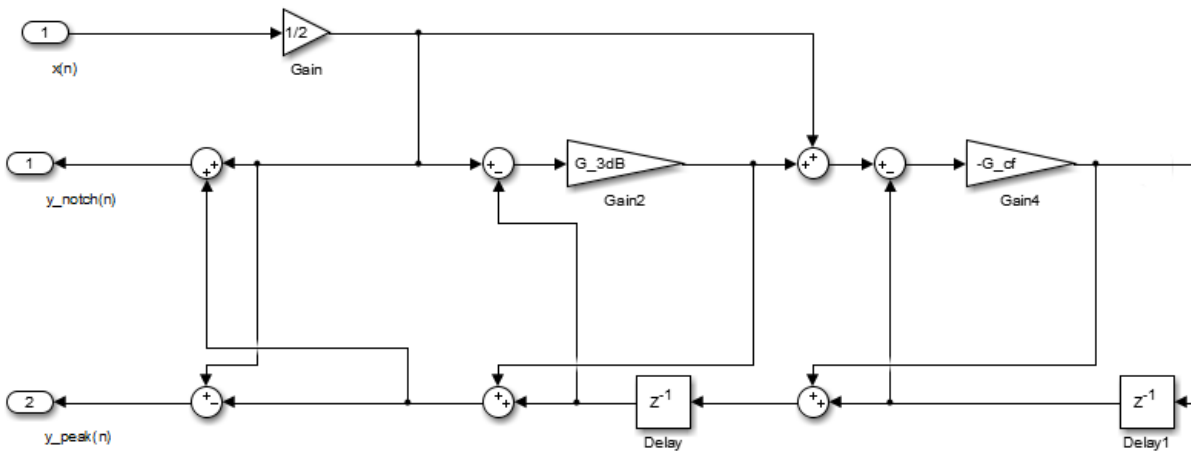 1
x(n)
1/2
Gain
1
y_notch(n)
G_3dB
Gain2
-G_cf
Gain4
2
y_peak(n)
z-1
Delay
z-1
Delay1